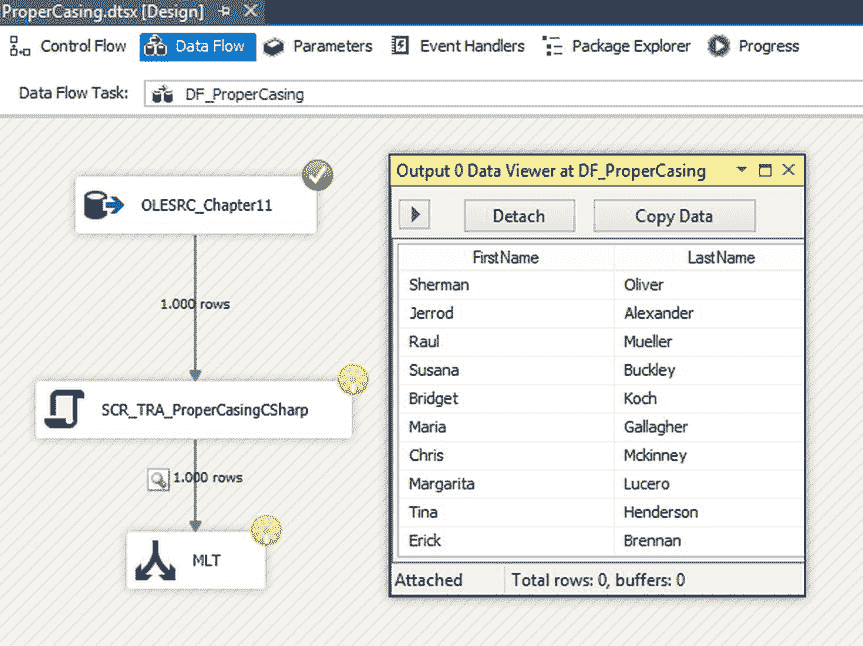 ProperCasing.dtsx [Design]
Control Flow Data Flow Parameters Event Handlers Package Explorer Progress
Data Flow Task: DF_ProperCasing
OLESRC_Chapter11
1.000 rows
SCR_TRA_ProperCasingCSharp
1.000 rows
MLT
Output 0 Data Viewer at DF_ProperCasing
Detach Copy Data
FirstName LastName
Sherman Oliver
Jerrod Alexander
Raul Mueller
Susana Buckley
Bridget Koch
Maria Gallagher
Chris Mckinney
Margarita Lucero
Tina Henderson
Erick Brennan
Attached Total rows: 0, buffers: 0